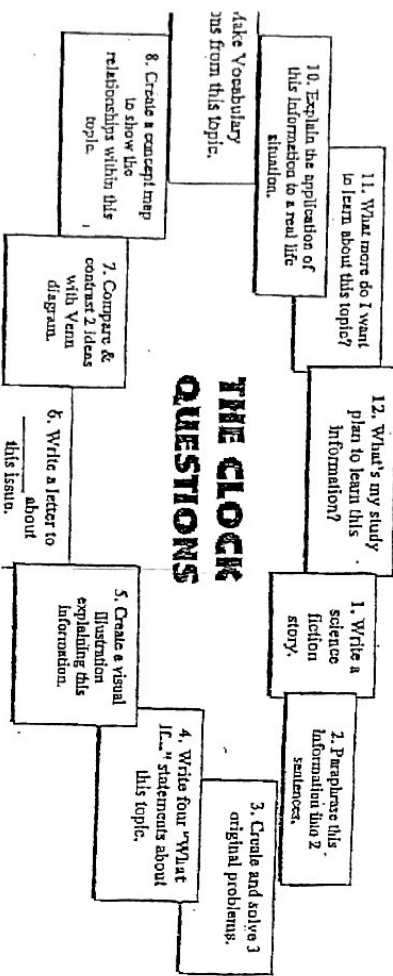 THE CLOCK
QUESTIONS
12. What's my study
plan to learn this
information?
1. Write a
science
fiction
story.
2. Paraphrase this
information into 2
sentences.
3. Create and solve 3
original problems.
4. Write four "What
If..." statements about
this topic.
5. Create a visual
illustration
explaining this
information.
6. Write a letter to
________ about
this issue.
7. Compare &
contrast 2 ideas
with Venn
diagram.
8. Create a concept map
to show the
relationships within this
topic.
Make Vocabulary
ons from this topic.
10. Explain the application of
this information to a real life
situation.
11. What more do I want
to learn about this topic?